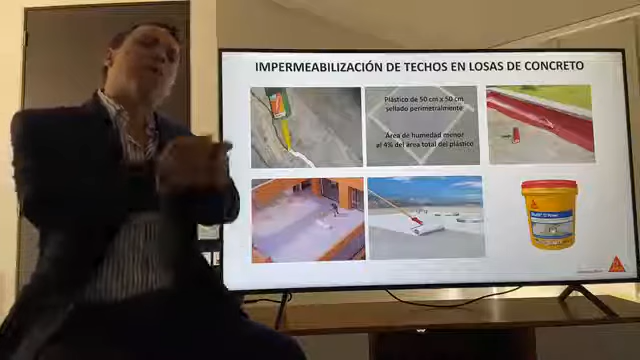 IMPERMEABILIZACIÓN DE TECHOS EN LOSAS DE CONCRETO
Plástico de 50 cm x 50 cm
sellado perimetralmente
Área de humedad menor
al 4% del área total del plástico